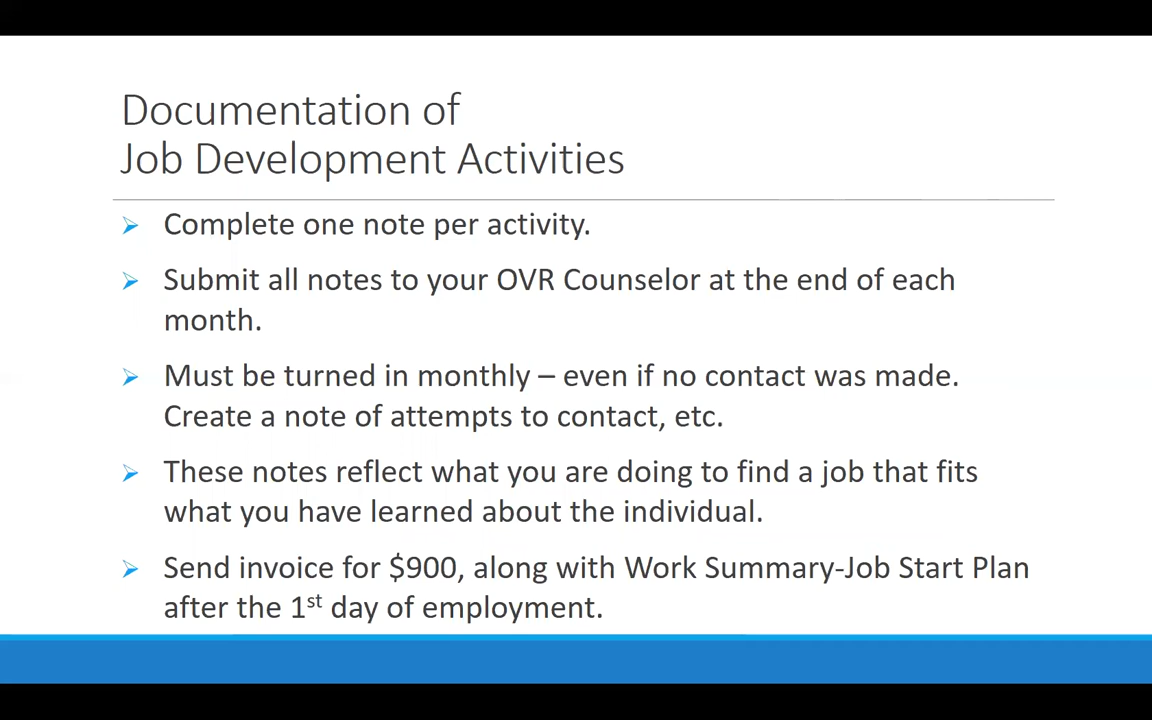 Documentation of
Job Development Activities
Complete one note per activity.
Submit all notes to your OVR Counselor at the end of each
month.
Must be turned in monthly – even if no contact was made.
Create a note of attempts to contact, etc.
These notes reflect what you are doing to find a job that fits
what you have learned about the individual.
Send invoice for $900, along with Work Summary-Job Start Plan
after the 1st day of employment.